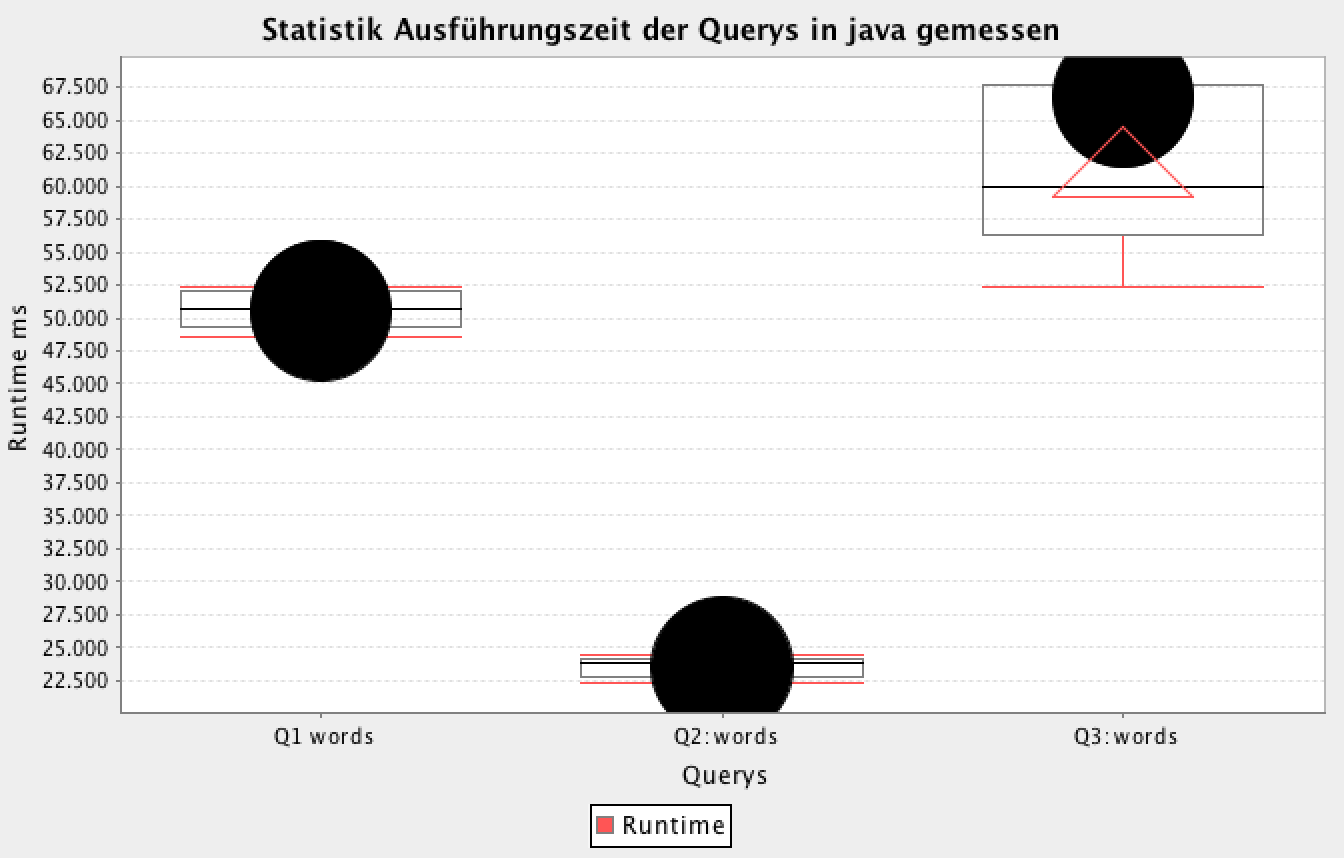 Statistik Ausführungszeit der Querys in java gemessen
Runtime ms
67.500
65.000
62.500
60.000
57.500
55.000
52.500
50.000
47.500
45.000
42.500
40.000
37.500
35.000
32.500
30.000
27.500
25.000
22.500
Q1 words
Q2:words
Q3:words
Querys
Runtime